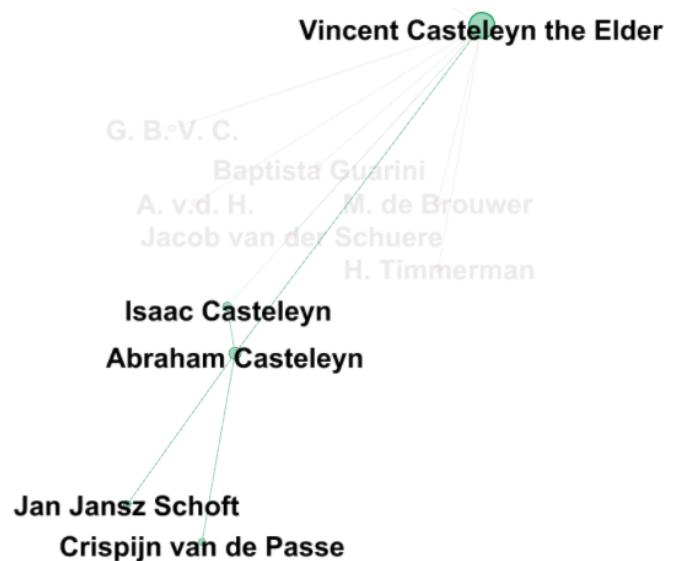 Vincent Casteleyn the Elder
G. B. V. C.
Baptista Guarini
A. v.d. H.
M. de Brouwer
Jacob van der Schuere
H. Timmerman
Isaac Casteleyn
Abraham Casteleyn
Jan Jansz Schoft
Crispijn van de Passe